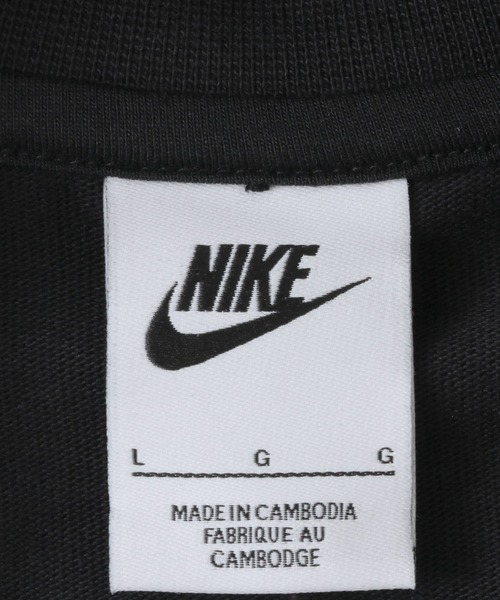 NIKE
L G G
MADE IN CAMBODIA
FABRIQUE AU
CAMBODGE